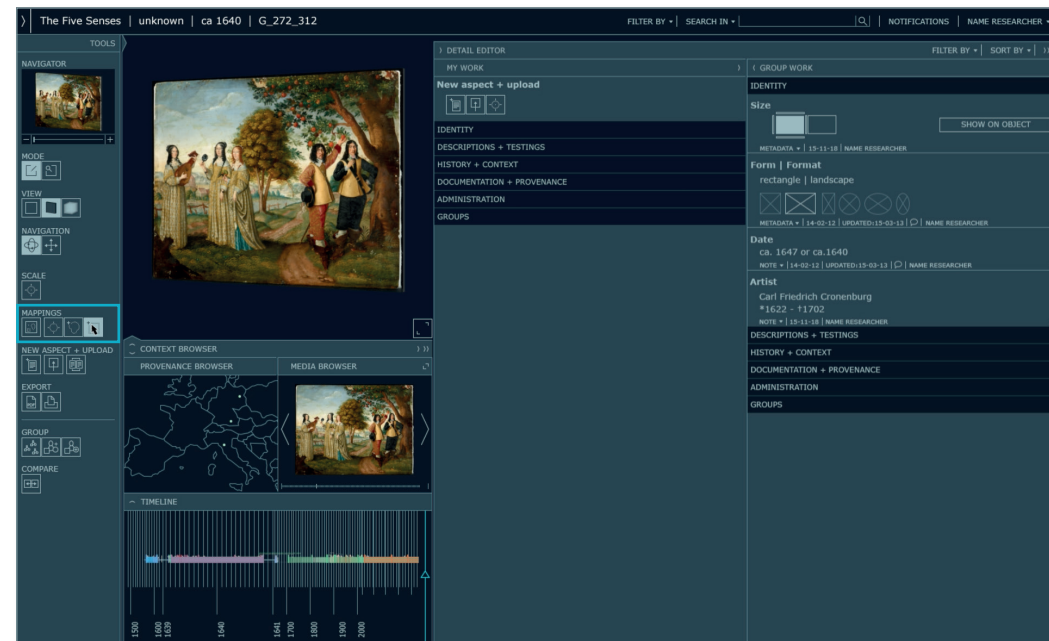 The Five Senses | unknown | ca 1640 | G_272_312
FILTER BY SEARCH IN NOTIFICATIONS NAME RESEARCHER
TOOLS
NAVIGATOR
MODE
VIEW
NAVIGATION
SCALE
MAPPINGS
NEW ASPECT + UPLOAD
EXPORT
GROUP
COMPARE
CONTEXT BROWSER
PROVENANCE BROWSER
MEDIA BROWSER
TIMELINE
1500 1600 1639 1640 1641 1700 1800 1900 2000
DETAIL EDITOR
FILTER BY SORT BY
MY WORK
New aspect + upload
IDENTITY
DESCRIPTIONS + TESTINGS
HISTORY + CONTEXT
DOCUMENTATION + PROVENANCE
ADMINISTRATION
GROUPS
GROUP WORK
IDENTITY
Size
SHOW ON OBJECT
METADATA | 15-11-18 | NAME RESEARCHER
Form | Format
rectangle | landscape
METADATA | 14-02-12 | UPDATED:15-03-13 | NAME RESEARCHER
Date
ca. 1647 or ca.1640
NOTE | 14-02-12 | UPDATED:15-03-13 | NAME RESEARCHER
Artist
Carl Friedrich Cronenburg
*1622 - †1702
NOTE | 15-11-18 | NAME RESEARCHER
DESCRIPTIONS + TESTINGS
HISTORY + CONTEXT
DOCUMENTATION + PROVENANCE
ADMINISTRATION
GROUPS